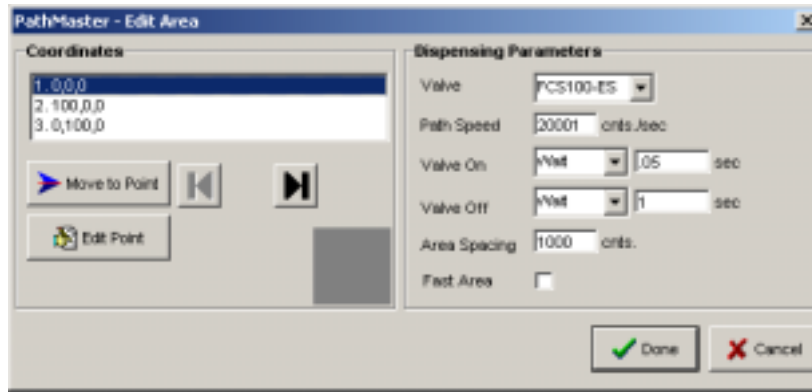 PathMaster - Edit Area
Coordinates
1. 0,0,0
2. 100,0,0
3. 0,100,0
Move to Point
Edit Point
Dispensing Parameters
Valve FCS100-ES
Path Speed 20001 cnts./sec
Valve On Wait .05 sec
Valve Off Wait 1 sec
Area Spacing 1000 cnts.
Fast Area
Done Cancel